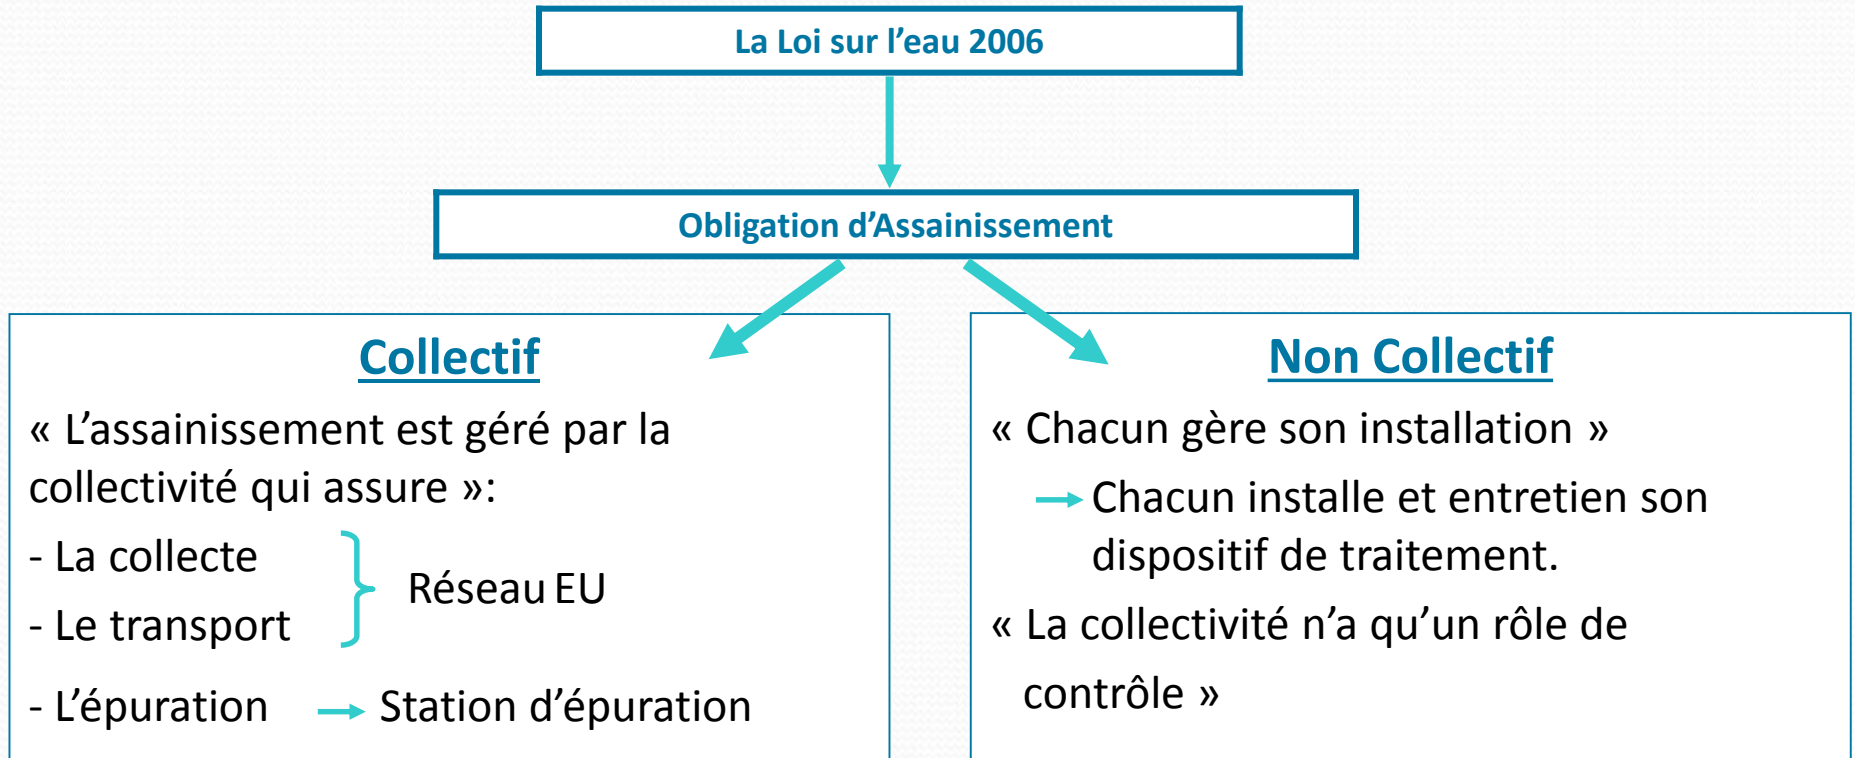 La Loi sur l’eau 2006
Obligation d’Assainissement
Collectif
« L’assainissement est géré par la
collectivité qui assure »:
- La collecte
- Le transport
Réseau EU
- L’épuration
Station d’épuration
Non Collectif
« Chacun gère son installation »
Chacun installe et entretien son
dispositif de traitement.
« La collectivité n’a qu’un rôle de
contrôle »